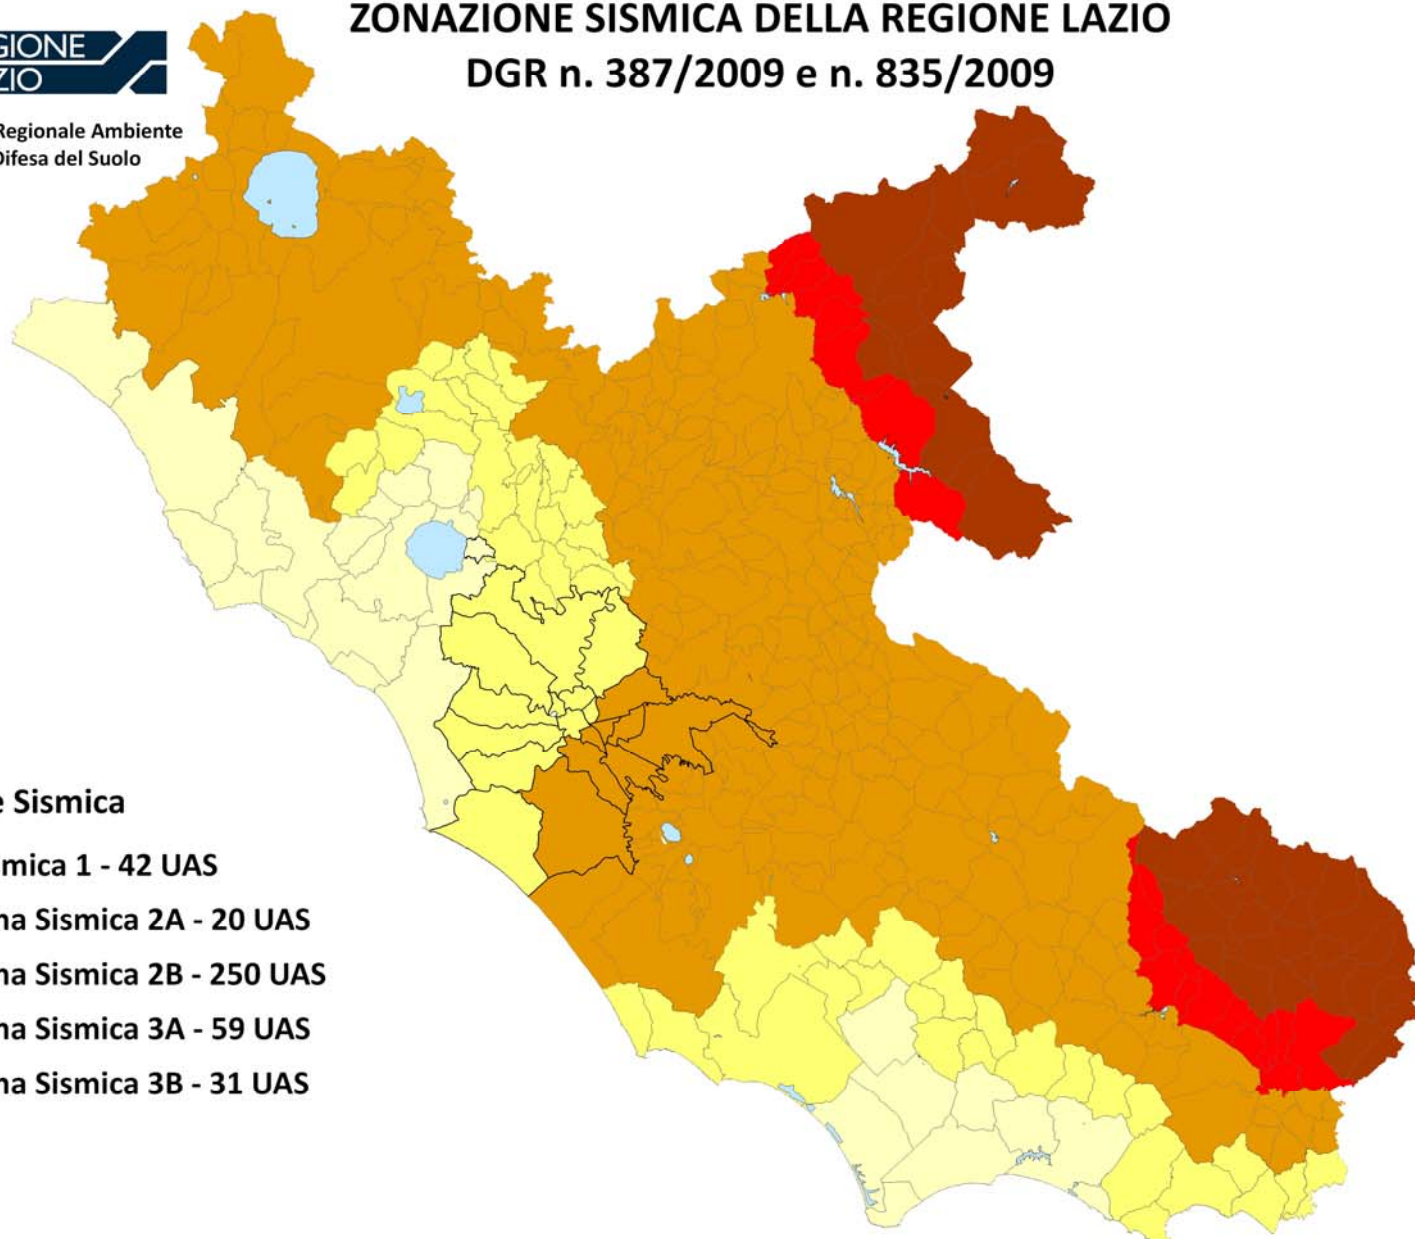 ZONAZIONE SISMICA DELLA REGIONE LAZIO
DGR n. 387/2009 e n. 835/2009
GIONE
ZIO
Regionale Ambiente
Difesa del Suolo
e Sismica
smica 1 - 42 UAS
na Sismica 2A - 20 UAS
na Sismica 2B - 250 UAS
na Sismica 3A - 59 UAS
na Sismica 3B - 31 UAS